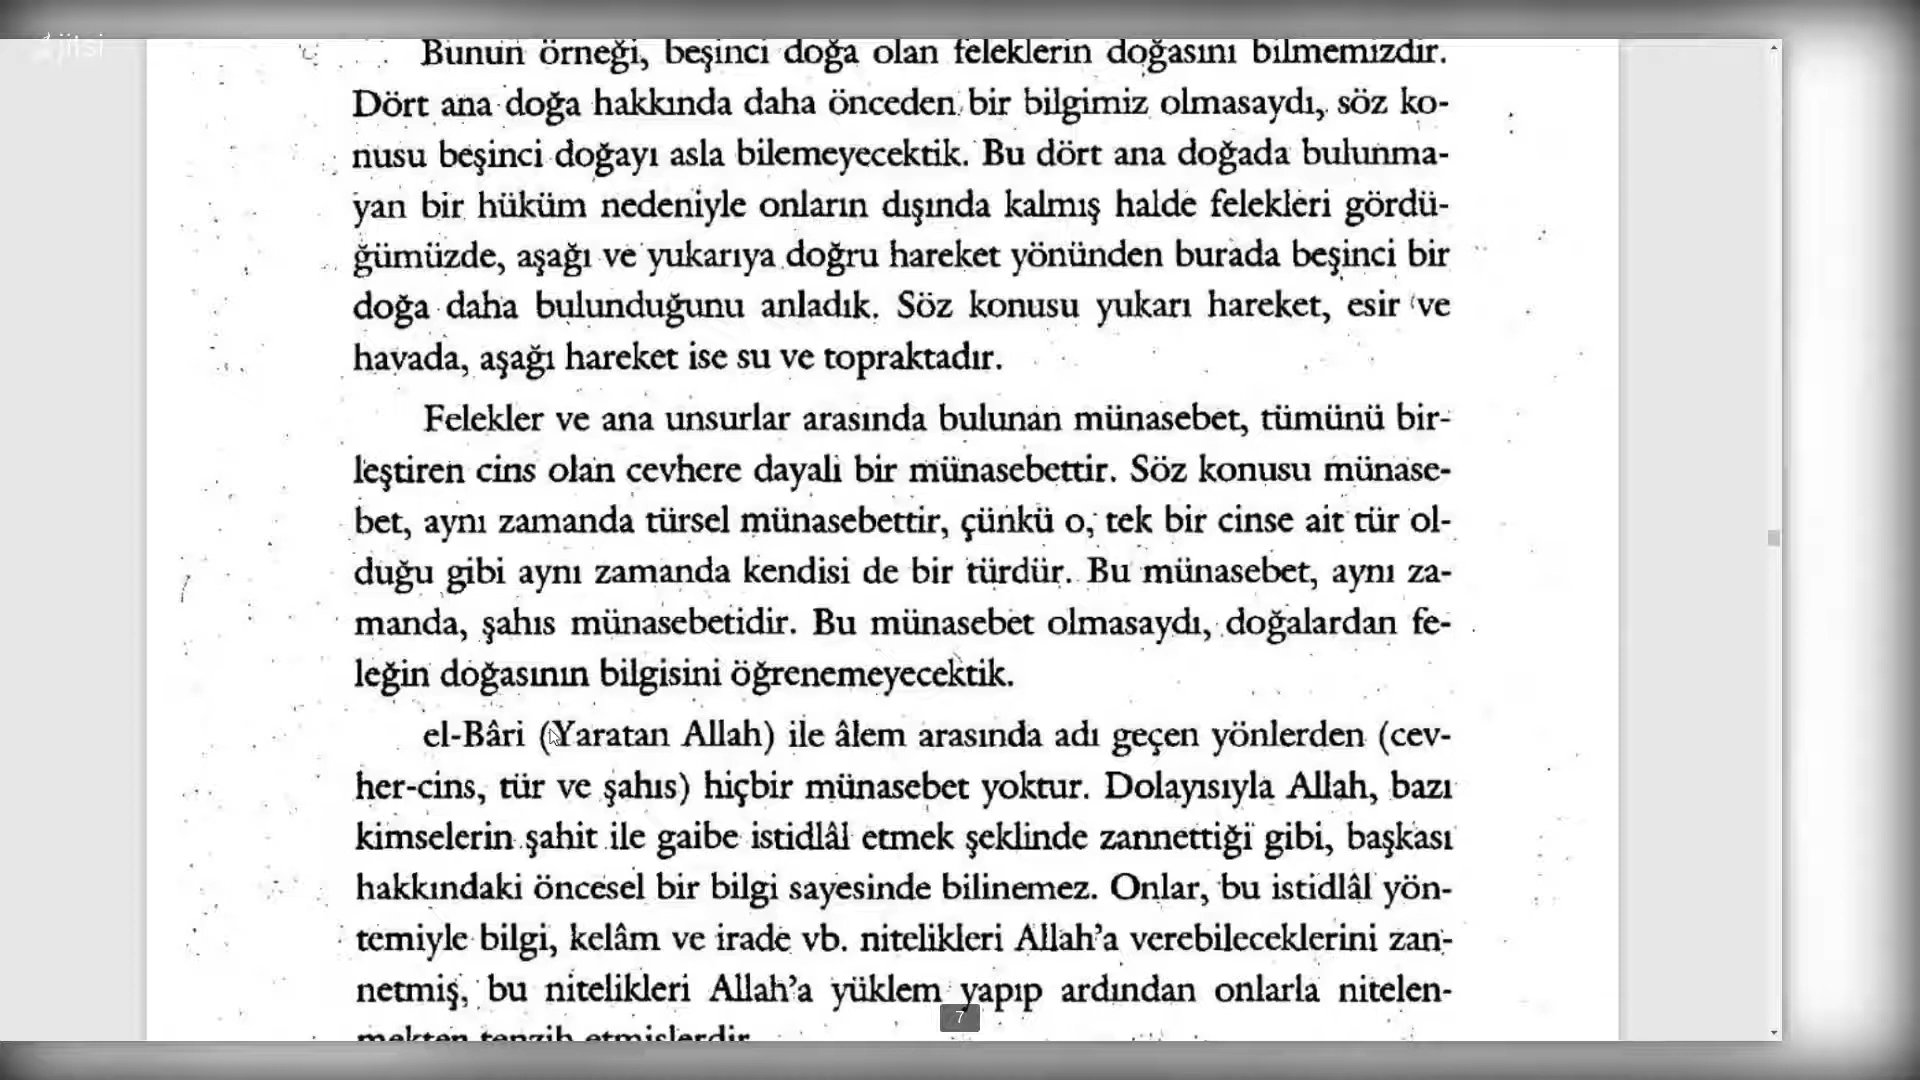 jitsi
Bunun örneği, beşinci doğa olan feleklerin doğasını bilmemizdir.
Dört ana doğa hakkında daha önceden bir bilgimiz olmasaydı, söz ko-
nusu beşinci doğayı asla bilemeyecektik. Bu dört ana doğada bulunma-
yan bir hüküm nedeniyle onların dışında kalmış halde felekleri gördü-
ğümüzde, aşağı ve yukarıya doğru hareket yönünden burada beşinci bir
doğa daha bulunduğunu anladık. Söz konusu yukarı hareket, esir ve
havada, aşağı hareket ise su ve topraktadır.
Felekler ve ana unsurlar arasında bulunan münasebet, tümünü bir-
leştiren cins olan cevhere dayalı bir münasebettir. Söz konusu münase-
bet, aynı zamanda türsel münasebettir, çünkü o, tek bir cinse ait tür ol-
duğu gibi aynı zamanda kendisi de bir türdür. Bu münasebet, aynı za-
manda, şahıs münasebetidir. Bu münasebet olmasaydı, doğalardan fe-
leğin doğasının bilgisini öğrenemeyecektik.
el-Bâri (Yaratan Allah) ile âlem arasında adı geçen yönlerden (cev-
her-cins, tür ve şahıs) hiçbir münasebet yoktur. Dolayısıyla Allah, bazı
kimselerin şahit ile gaibe istidlâl etmek şeklinde zannettiği gibi, başkası
hakkındaki öncesel bir bilgi sayesinde bilinemez. Onlar, bu istidlâl yön-
temiyle bilgi, kelâm ve irade vb. nitelikleri Allah'a verebileceklerini zan-
netmiş, bu nitelikleri Allah'a yüklem yapıp ardından onlarla nitelen-
mekten tenzih etmişlerdir.
7